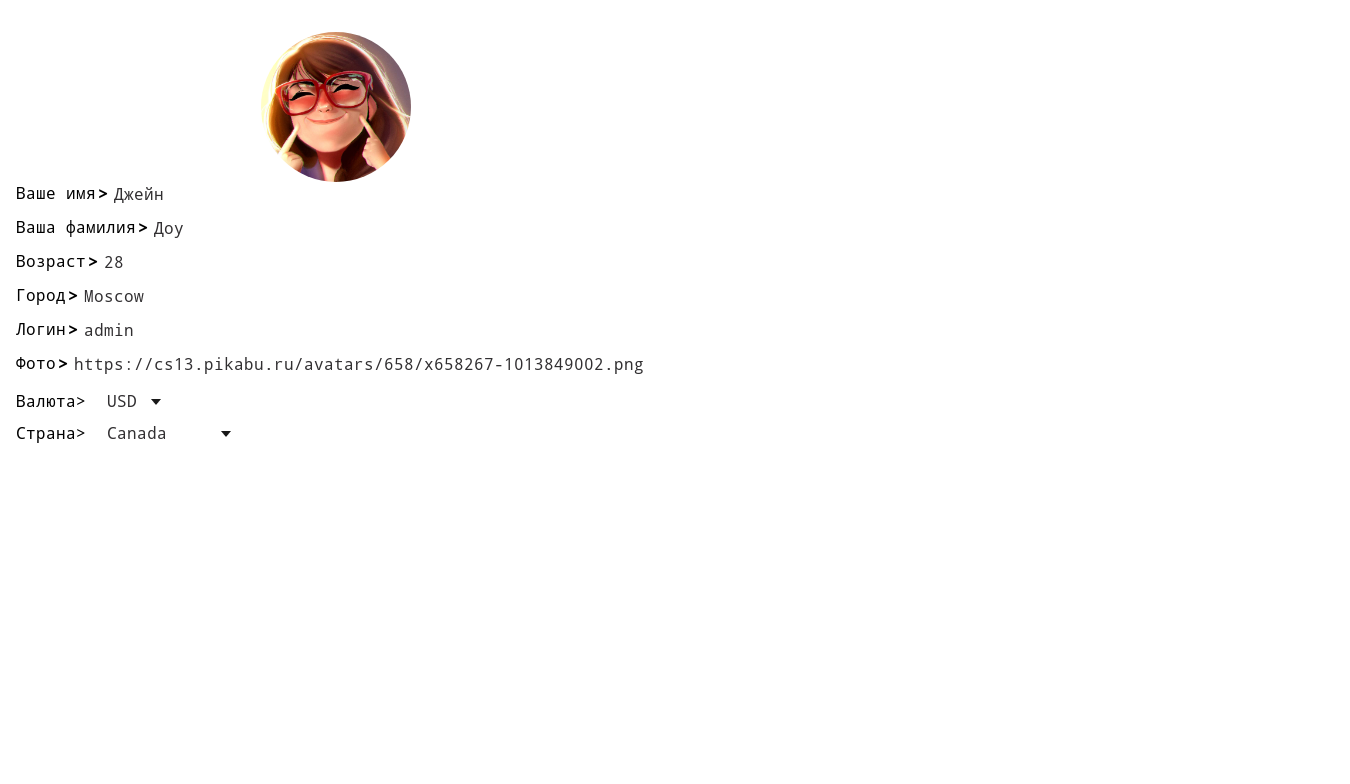 Ваше имя> Джейн
Ваша фамилия> Доу
Возраст> 28
Город> Moscow
Логин> admin
Фото> https://cs13.pikabu.ru/avatars/658/x658267-1013849002.png
Валюта> USD
Страна> Canada